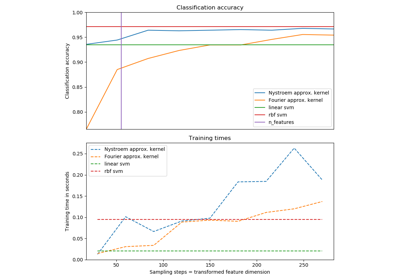 Classification accuracy
1.00
0.95
0.90
0.85
0.80
Classification accuracy
Nystroem approx. kernel
Fourier approx. kernel
linear svm
rbf svm
n_features
Training times
0.25
0.20
0.15
0.10
0.05
0.00
Training time in seconds
Nystroem approx. kernel
Fourier approx. kernel
linear svm
rbf svm
50
100
150
200
250
Sampling steps = transformed feature dimension